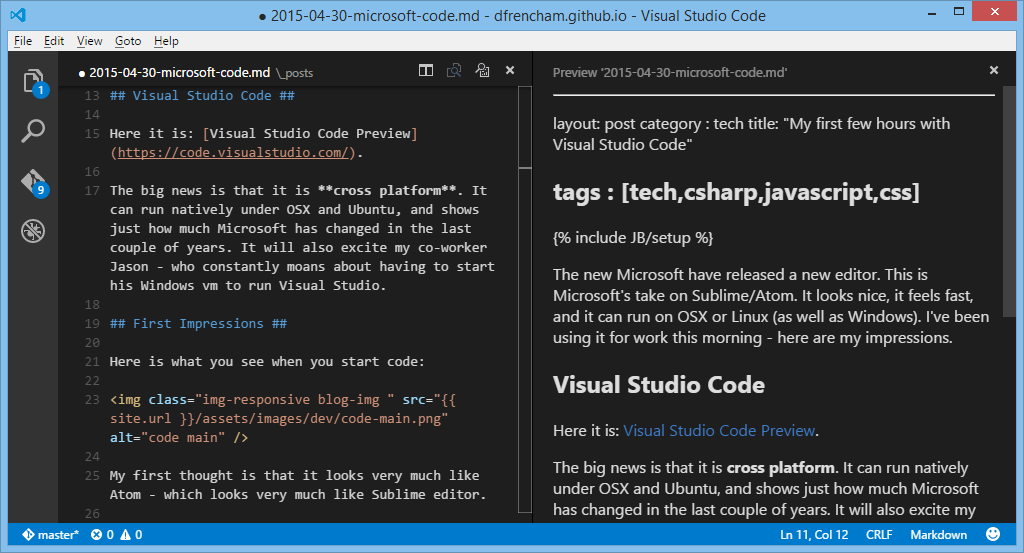 ● 2015-04-30-microsoft-code.md - dfrencham.github.io - Visual Studio Code
File Edit View Goto Help
● 2015-04-30-microsoft-code.md \_posts
1
9
13 ## Visual Studio Code ##
14
15 Here it is: [Visual Studio Code Preview]
(https://code.visualstudio.com/).
16
17 The big news is that it is **cross platform**. It
can run natively under OSX and Ubuntu, and shows
just how much Microsoft has changed in the last
couple of years. It will also excite my co-worker
Jason - who constantly moans about having to start
his Windows vm to run Visual Studio.
18
19 ## First Impressions ##
20
21 Here is what you see when you start code:
22
23 <img class="img-responsive blog-img " src="{{
site.url }}/assets/images/dev/code-main.png"
alt="code main" />
24
25 My first thought is that it looks very much like
Atom - which looks very much like Sublime editor.
26
Preview '2015-04-30-microsoft-code.md'
layout: post category : tech title: "My first few hours with
Visual Studio Code"
tags : [tech,csharp,javascript,css]
{% include JB/setup %}
The new Microsoft have released a new editor. This is
Microsoft's take on Sublime/Atom. It looks nice, it feels fast,
and it can run on OSX or Linux (as well as Windows). I've been
using it for work this morning - here are my impressions.
Visual Studio Code
Here it is: Visual Studio Code Preview.
The big news is that it is cross platform. It can run natively
under OSX and Ubuntu, and shows just how much Microsoft
has changed in the last couple of years. It will also excite my
master* 0 0 Ln 11, Col 12 CRLF Markdown